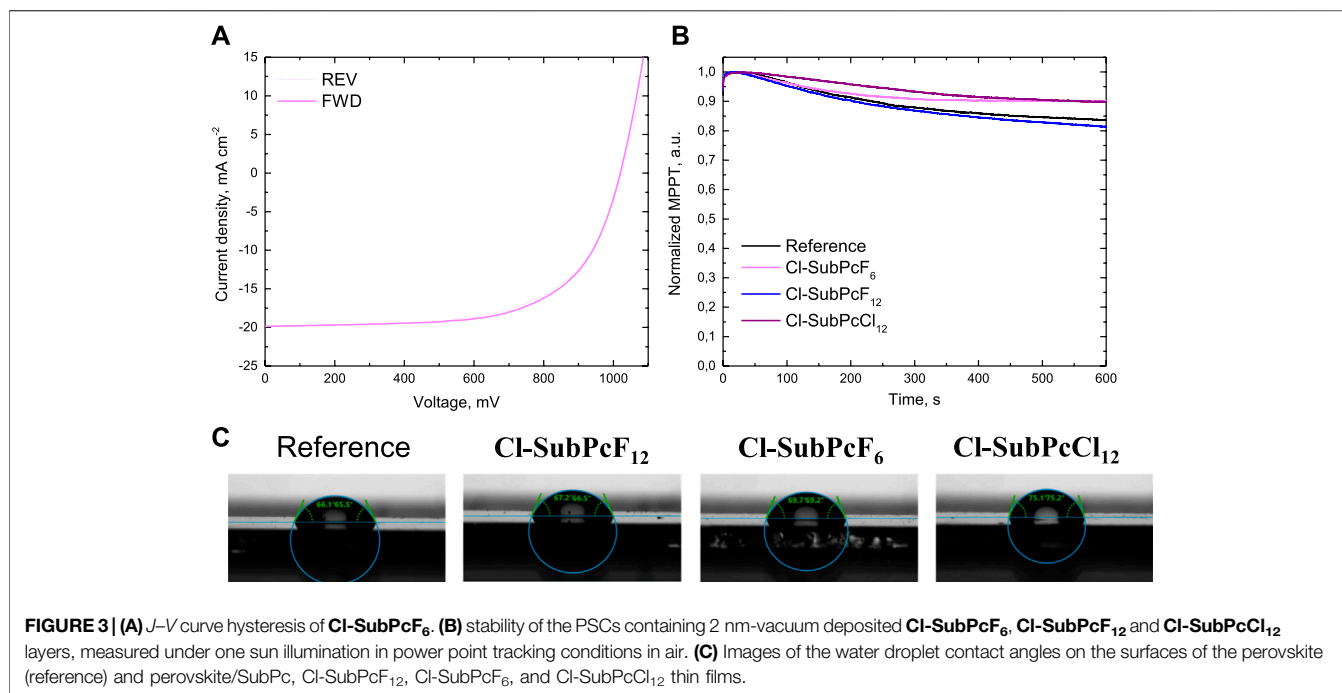 A
15
10
5
0
-5
-10
-15
-20
-25
0
200
400
600
800
1000
Current density, mA cm⁻²
Voltage, mV
REV
FWD
B
1,0
0,9
0,8
0,7
0,6
0,5
0,4
0,3
0,2
0,1
0,0
0
100
200
300
400
500
600
Normalized MPPT, a.u.
Time, s
Reference
Cl-SubPcF₆
Cl-SubPcF₁₂
Cl-SubPcCl₁₂
C
Reference
Cl-SubPcF₁₂
Cl-SubPcF₆
Cl-SubPcCl₁₂
66.1°65.5°
67.2°66.5°
69.7°69.2°
75.1°75.2°
FIGURE 3 | (A) J–V curve hysteresis of Cl-SubPcF₆. (B) stability of the PSCs containing 2 nm-vacuum deposited Cl-SubPcF₆, Cl-SubPcF₁₂ and Cl-SubPcCl₁₂
layers, measured under one sun illumination in power point tracking conditions in air. (C) Images of the water droplet contact angles on the surfaces of the perovskite
(reference) and perovskite/SubPc, Cl-SubPcF₁₂, Cl-SubPcF₆, and Cl-SubPcCl₁₂ thin films.